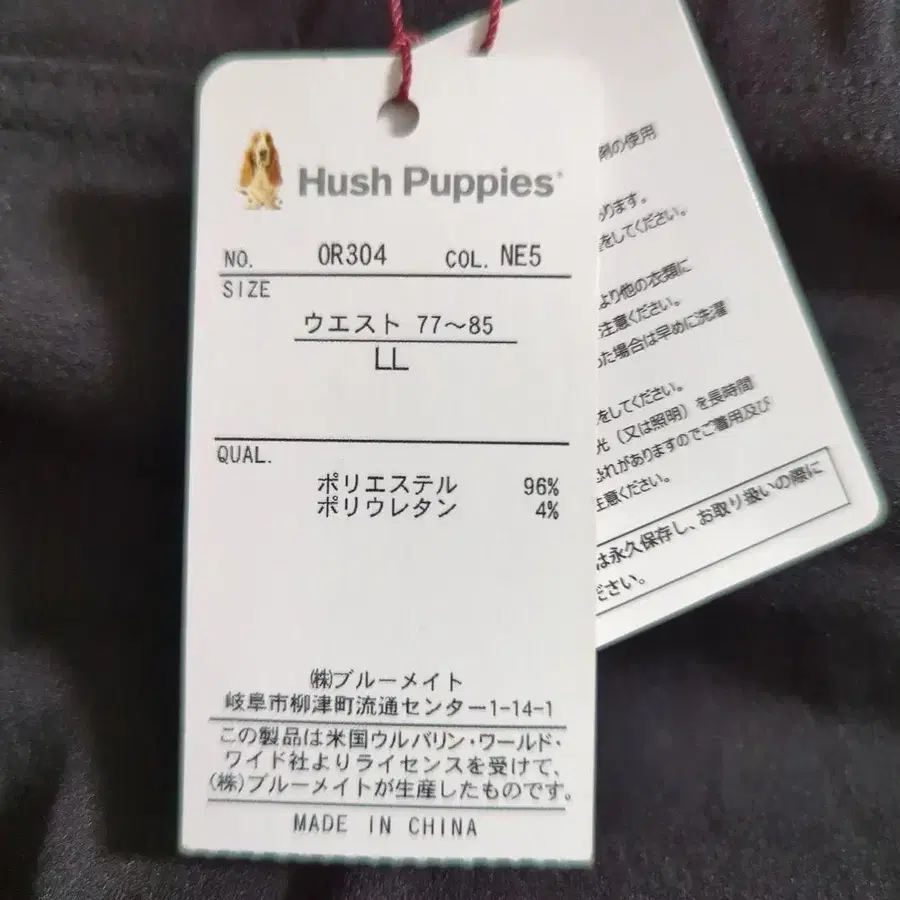 Hush Puppies
NO. 0R304 COL. NE5
SIZE
ウエスト 77～85
LL
QUAL.
ポリエステル 96%
ポリウレタン 4%
㈱ブルーメイト
岐阜市柳津町流通センター1-14-1
この製品は米国ウルバリン・ワールド・
ワイド社よりライセンスを受けて、
(株)ブルーメイトが生産したものです。
MADE IN CHINA
剤の使用
ります。
をしてください。
より他の衣類に
注意ください。
た場合は早めに洗濯
をしてください。
光（又は照明）を長時間
恐れがありますのでご着用及び
注意ください。
は永久保存し、お取り扱いの際に
ださい。